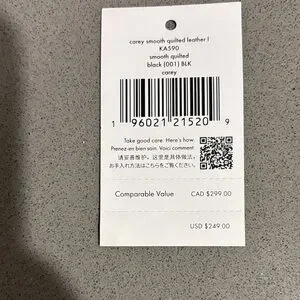 carey smooth quilted leather l
KA590
smooth quilted
black (001) BLK
carey
1 96021 21520 9
Take good care. Here's how.
Prenez-en bien soin. Voici comment.
请妥善维护。这里是具体做法:
お手入れ方法はこちらをご覧ください。
Comparable Value CAD $299.00
USD $249.00